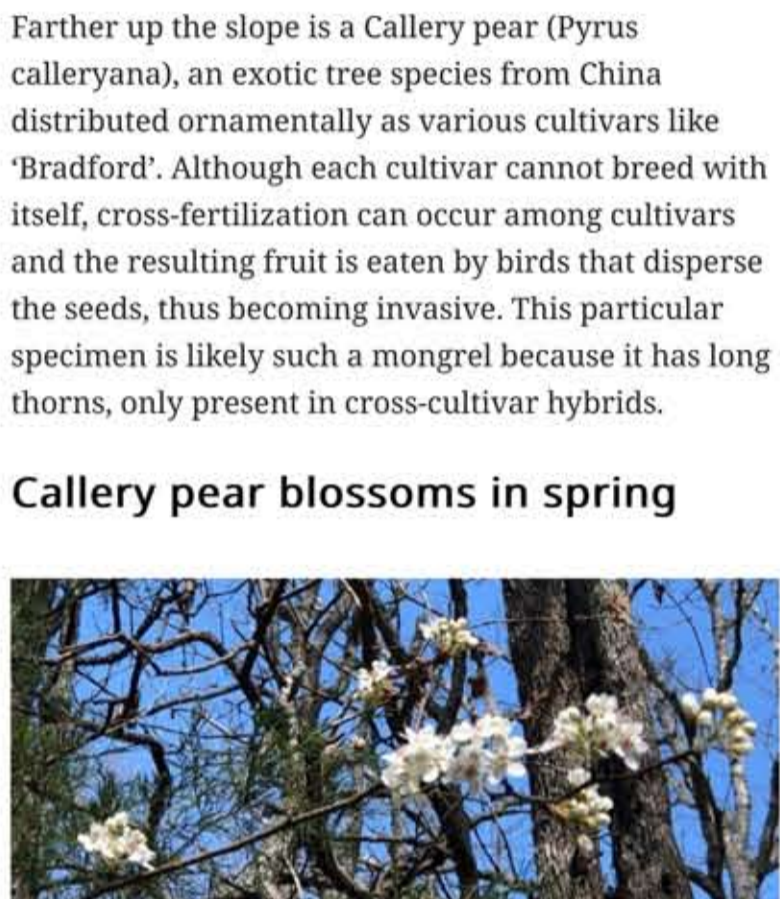 Farther up the slope is a Callery pear (Pyrus
calleryana), an exotic tree species from China
distributed ornamentally as various cultivars like
‘Bradford’. Although each cultivar cannot breed with
itself, cross-fertilization can occur among cultivars
and the resulting fruit is eaten by birds that disperse
the seeds, thus becoming invasive. This particular
specimen is likely such a mongrel because it has long
thorns, only present in cross-cultivar hybrids.
Callery pear blossoms in spring